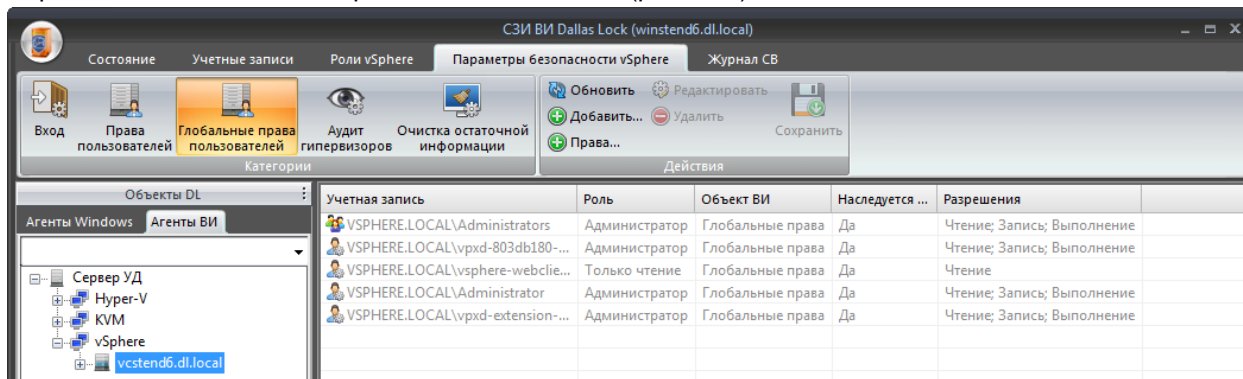 СЗИ ВИ Dallas Lock (winstend6.dl.local)
Состояние Учетные записи Роли vSphere Параметры безопасности vSphere Журнал СВ
Вход
Права пользователей
Глобальные права пользователей
Аудит гипервизоров
Очистка остаточной информации
Категории
Обновить Редактировать
Добавить... Удалить
Права...
Сохранить
Действия
Объекты DL
Агенты Windows Агенты ВИ
Сервер УД
Hyper-V
KVM
vSphere
vcstend6.dl.local
Учетная запись Роль Объект ВИ Наследуется ... Разрешения
VSPHERE.LOCAL\Administrators Администратор Глобальные права Да Чтение; Запись; Выполнение
VSPHERE.LOCAL\vpxd-803db180-... Администратор Глобальные права Да Чтение; Запись; Выполнение
VSPHERE.LOCAL\vsphere-webclie... Только чтение Глобальные права Да Чтение
VSPHERE.LOCAL\Administrator Администратор Глобальные права Да Чтение; Запись; Выполнение
VSPHERE.LOCAL\vpxd-extension-... Администратор Глобальные права Да Чтение; Запись; Выполнение